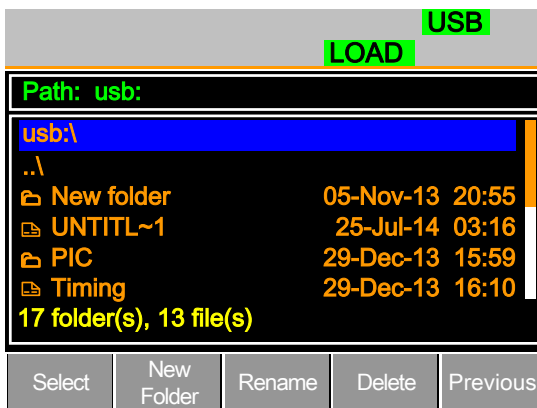 USB
LOAD
Path: usb:
usb:\
..\
New folder 05-Nov-13 20:55
UNTITL~1 25-Jul-14 03:16
PIC 29-Dec-13 15:59
Timing 29-Dec-13 16:10
17 folder(s), 13 file(s)
Select
New
Folder
Rename
Delete
Previous